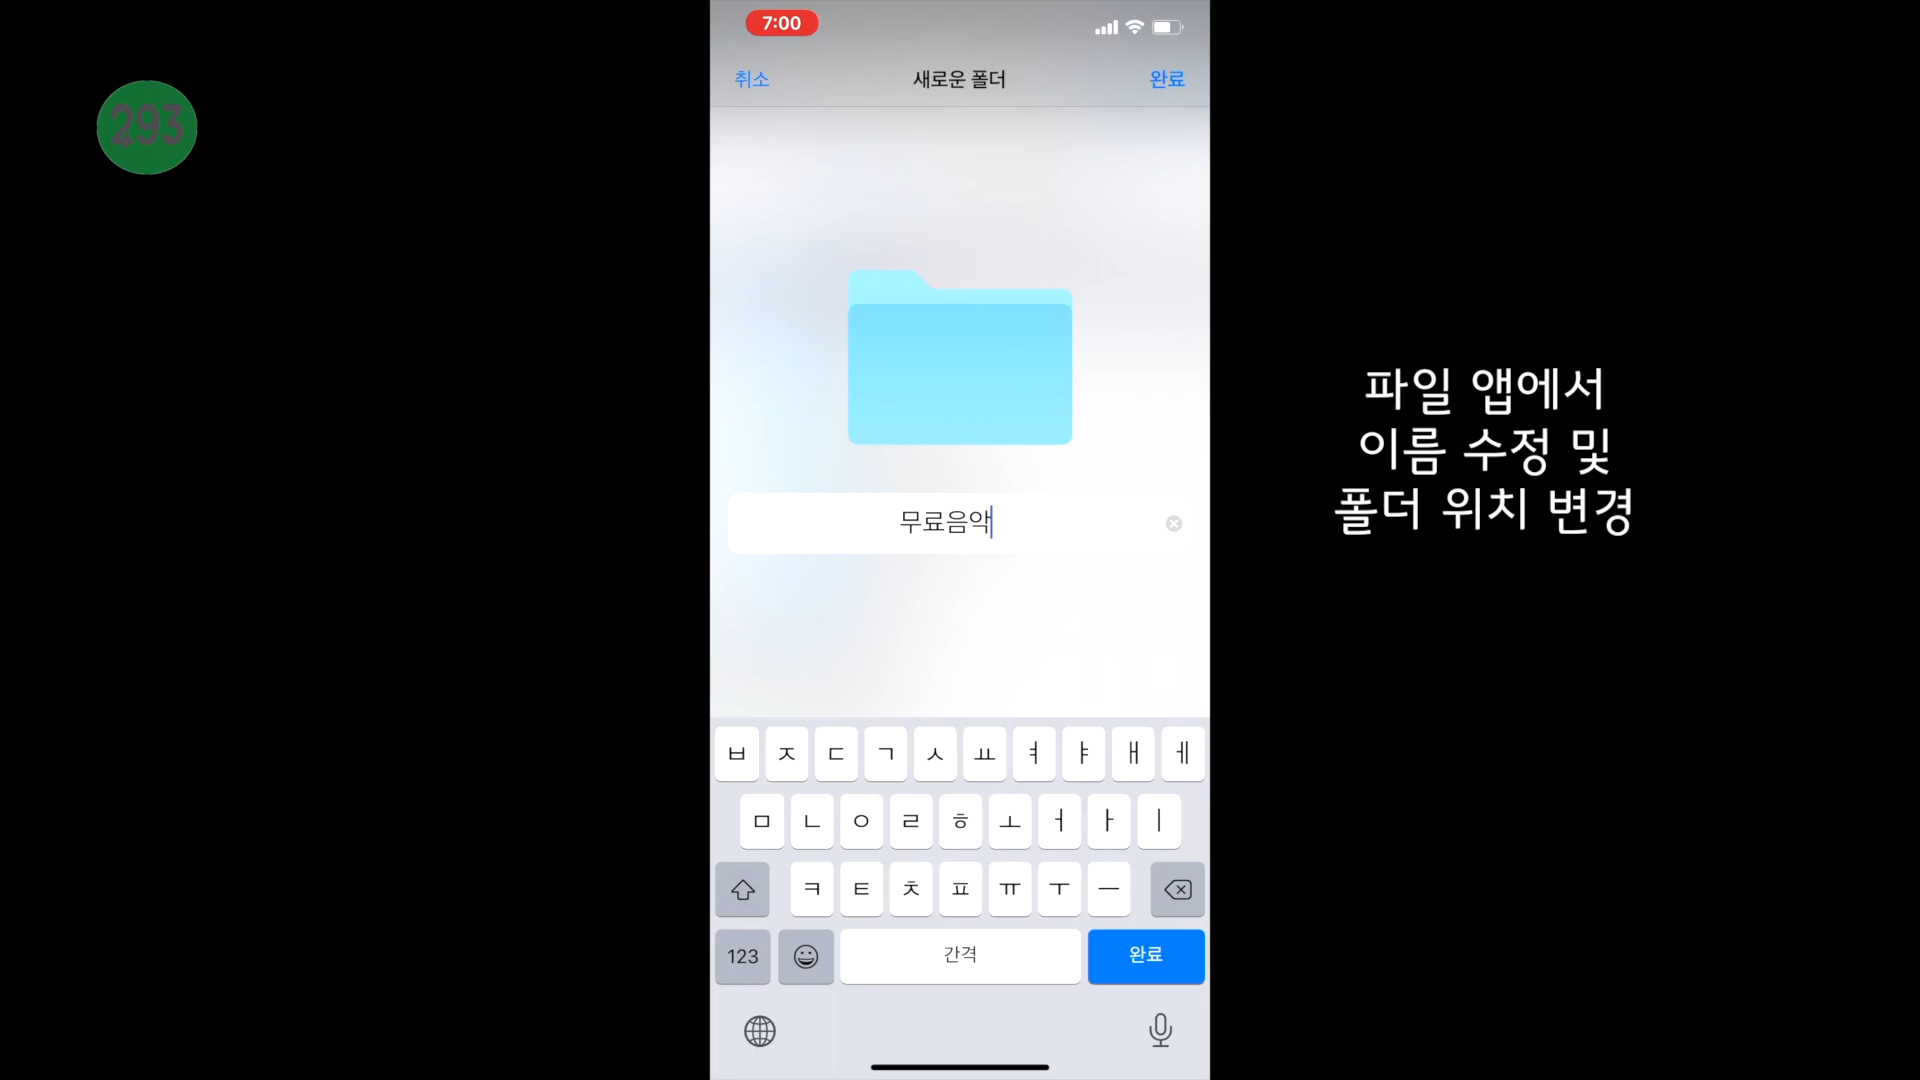 7:00
취소 새로운 폴더 완료
293
무료음악
파일 앱에서
이름 수정 및
폴더 위치 변경
ㅂ ㅈ ㄷ ㄱ ㅅ ㅛ ㅕ ㅑ ㅐ ㅔ
ㅁ ㄴ ㅇ ㄹ ㅎ ㅗ ㅓ ㅏ ㅣ
ㅋ ㅌ ㅊ ㅍ ㅠ ㅜ ㅡ
123 간격 완료